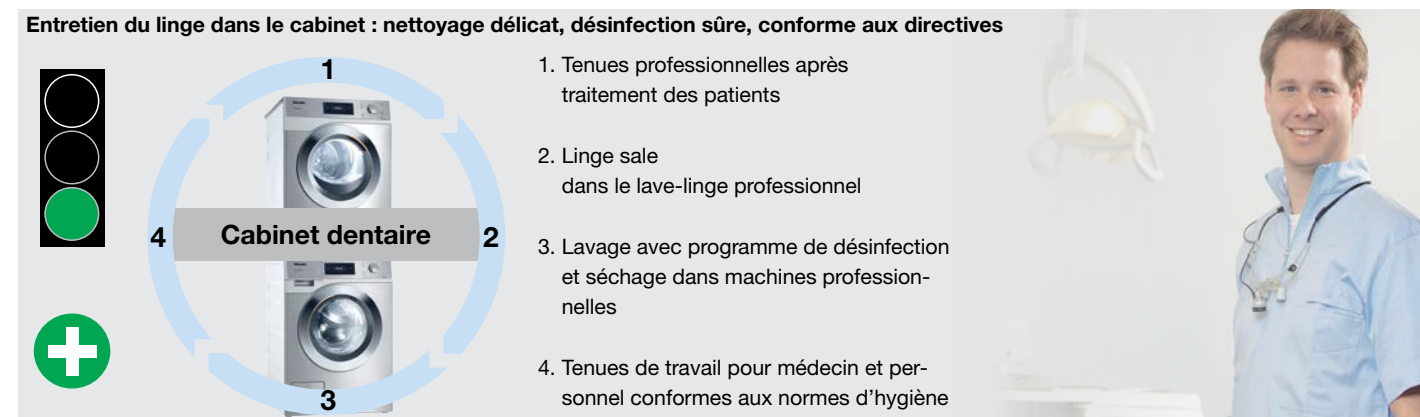 Entretien du linge dans le cabinet : nettoyage délicat, désinfection sûre, conforme aux directives
1
4
Cabinet dentaire
2
3
1. Tenues professionnelles après
traitement des patients
2. Linge sale
dans le lave-linge professionnel
3. Lavage avec programme de désinfection
et séchage dans machines profession-
nelles
4. Tenues de travail pour médecin et per-
sonnel conformes aux normes d'hygiène